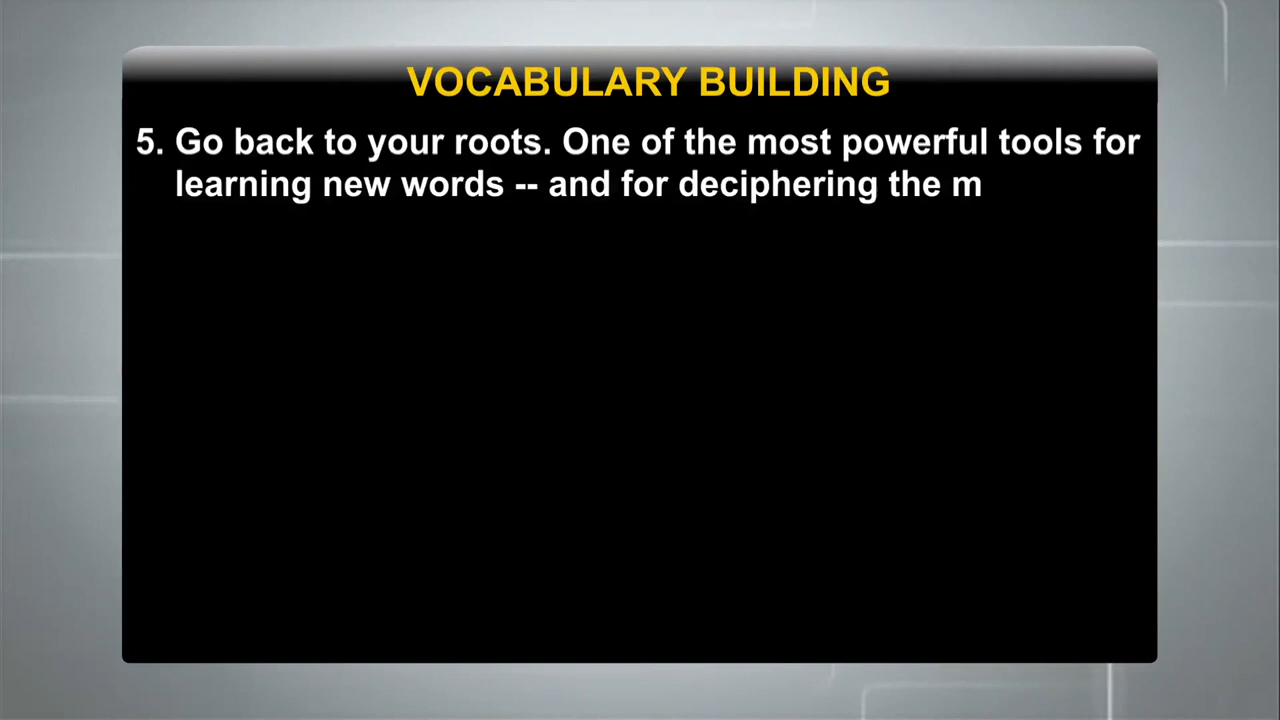 VOCABULARY BUILDING
5. Go back to your roots. One of the most powerful tools for
learning new words -- and for deciphering the m